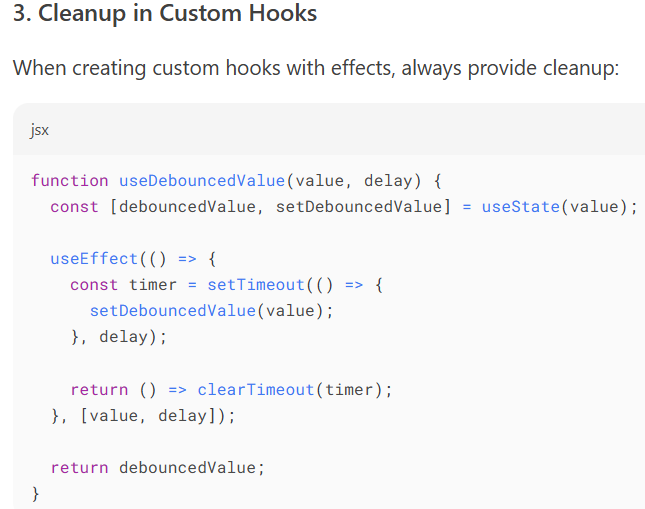 3. Cleanup in Custom Hooks
When creating custom hooks with effects, always provide cleanup:
jsx
function useDebouncedValue(value, delay) {
  const [debouncedValue, setDebouncedValue] = useState(value);
  useEffect(() => {
    const timer = setTimeout(() => {
      setDebouncedValue(value);
    }, delay);
    return () => clearTimeout(timer);
  }, [value, delay]);
  return debouncedValue;
}